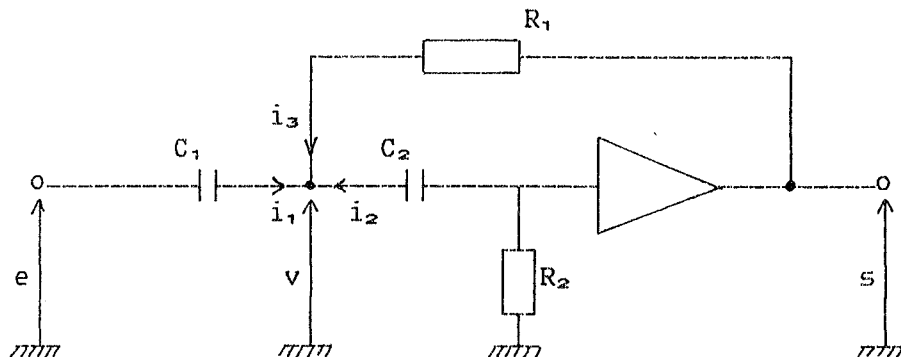 R₁
i₃
C₁
C₂
i₁
i₂
e
v
R₂
s